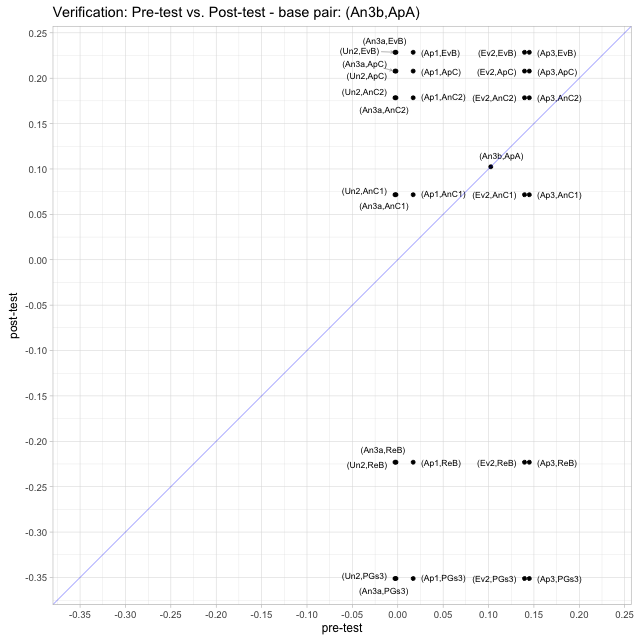 Verification: Pre-test vs. Post-test - base pair: (An3b,ApA)
0.25
(An3a,EvB)
(Un2,EvB) (Ap1,EvB) (Ev2,EvB) (Ap3,EvB)
(An3a,ApC)
(Ap1,ApC) (Ev2,ApC) (Ap3,ApC)
(Un2,ApC)
0.20
(Un2,AnC2)
(Ap1,AnC2) (Ev2,AnC2) (Ap3,AnC2)
(An3a,AnC2)
0.15
(An3b,ApA)
0.10
(Un2,AnC1) (Ap1,AnC1) (Ev2,AnC1) (Ap3,AnC1)
(An3a,AnC1)
0.05
0.00
-0.05
post-test
-0.10
-0.15
-0.20
(An3a,ReB)
(Un2,ReB) (Ap1,ReB) (Ev2,ReB) (Ap3,ReB)
-0.25
-0.30
-0.35
(Un2,PGs3) (Ap1,PGs3) (Ev2,PGs3) (Ap3,PGs3)
(An3a,PGs3)
-0.35 -0.30 -0.25 -0.20 -0.15 -0.10 -0.05 0.00 0.05 0.10 0.15 0.20 0.25
pre-test